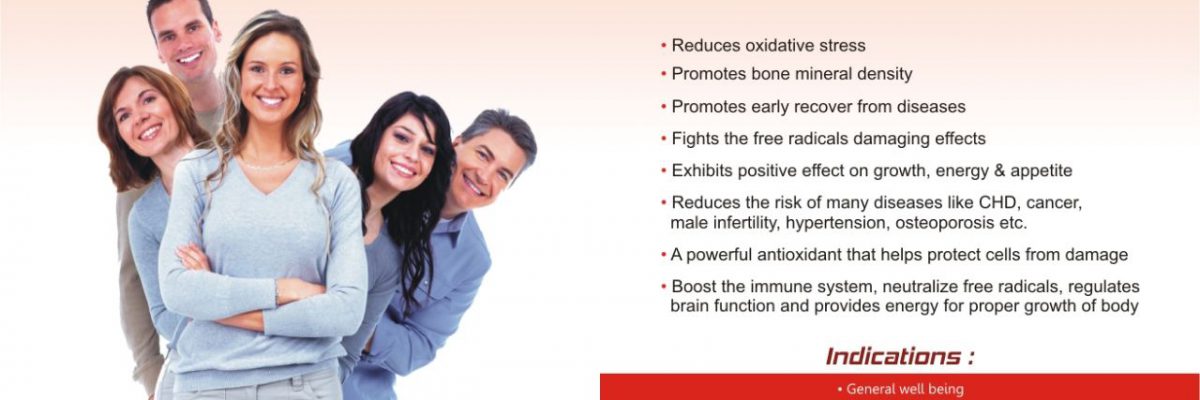 • Reduces oxidative stress
• Promotes bone mineral density
• Promotes early recover from diseases
• Fights the free radicals damaging effects
• Exhibits positive effect on growth, energy & appetite
• Reduces the risk of many diseases like CHD, cancer,
male infertility, hypertension, osteoporosis etc.
• A powerful antioxidant that helps protect cells from damage
• Boost the immune system, neutralize free radicals, regulates
brain function and provides energy for proper growth of body
Indications :
• General well being